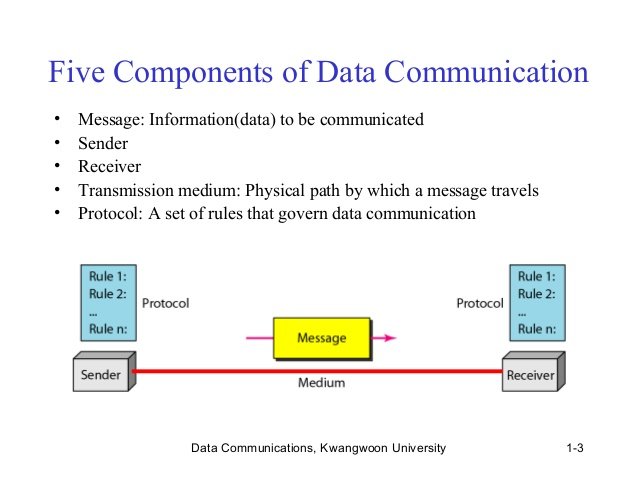 Five Components of Data Communication
• Message: Information(data) to be communicated
• Sender
• Receiver
• Transmission medium: Physical path by which a message travels
• Protocol: A set of rules that govern data communication
Rule 1:
Rule 2:
...
Rule n:
Protocol
Protocol
Rule 1:
Rule 2:
...
Rule n:
Message
Sender
Medium
Receiver
Data Communications, Kwangwoon University
1-3